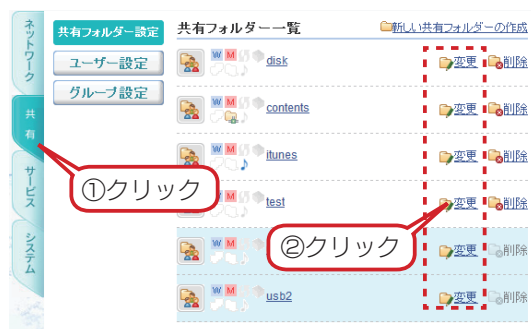 ネットワーク
共有
サービス
システム
共有フォルダー設定
ユーザー設定
グループ設定
共有フォルダー一覧
新しい共有フォルダーの作成
W M disk 変更 削除
W M contents 変更 削除
W M itunes 変更 削除
W M test 変更 削除
W M 変更 削除
W M usb2 変更 削除
①クリック
②クリック